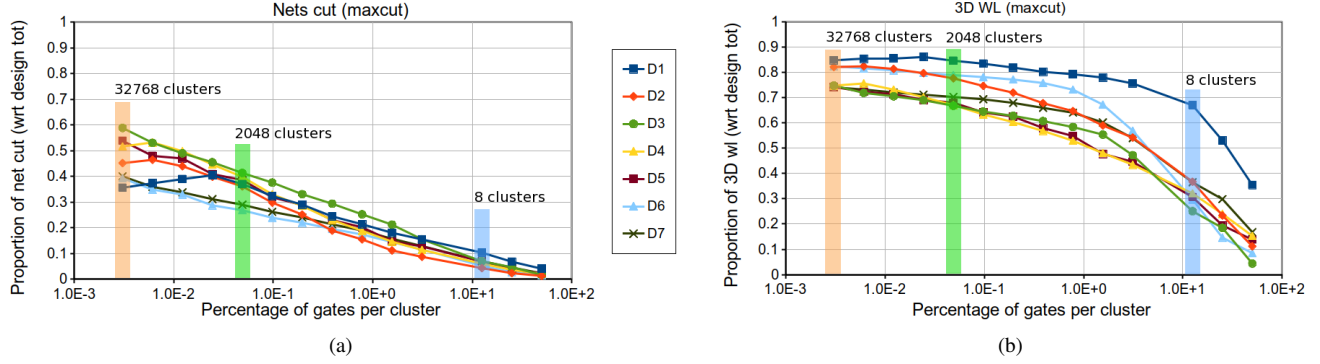 Nets cut (maxcut)
Proportion of net cut (wrt design tot)
1
0.9
0.8
0.7
0.6
0.5
0.4
0.3
0.2
0.1
0
32768 clusters
2048 clusters
8 clusters
1.0E-3 1.0E-2 1.0E-1 1.0E+0 1.0E+1 1.0E+2
Percentage of gates per cluster
(a)
D1
D2
D3
D4
D5
D6
D7
3D WL (maxcut)
Proportion of 3D wl (wrt design tot)
1
0.9
0.8
0.7
0.6
0.5
0.4
0.3
0.2
0.1
0
32768 clusters
2048 clusters
8 clusters
1.0E-3 1.0E-2 1.0E-1 1.0E+0 1.0E+1 1.0E+2
Percentage of gates per cluster
(b)